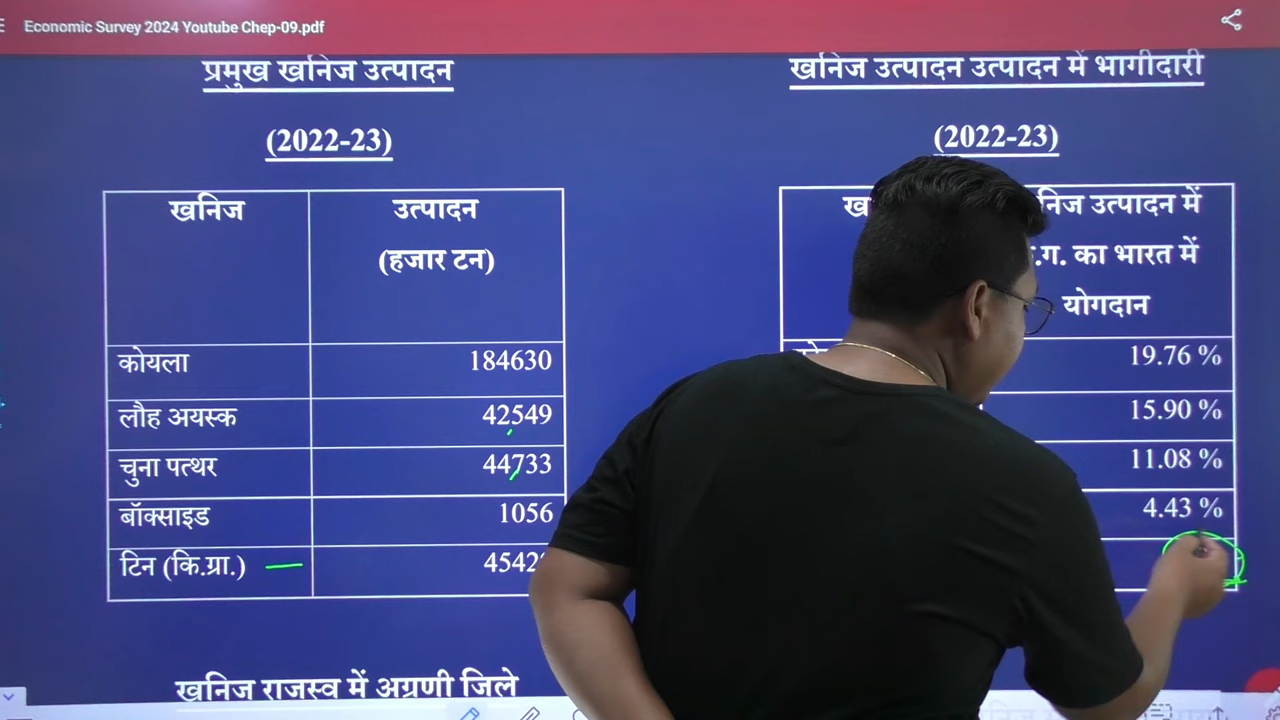 Economic Survey 2024 Youtube Chep-09.pdf
प्रमुख खनिज उत्पादन
(2022-23)
खनिज उत्पादन
(हजार टन)
कोयला 184630
लौह अयस्क 42549
चुना पत्थर 44733
बॉक्साइड 1056
टिन (कि.ग्रा.)
खनिज राजस्व में अग्रणी जिले
खनिज उत्पादन उत्पादन में भागीदारी
(2022-23)
उत्पादन में
का भारत में
योगदान
19.76 %
15.90 %
11.08 %
4.43 %